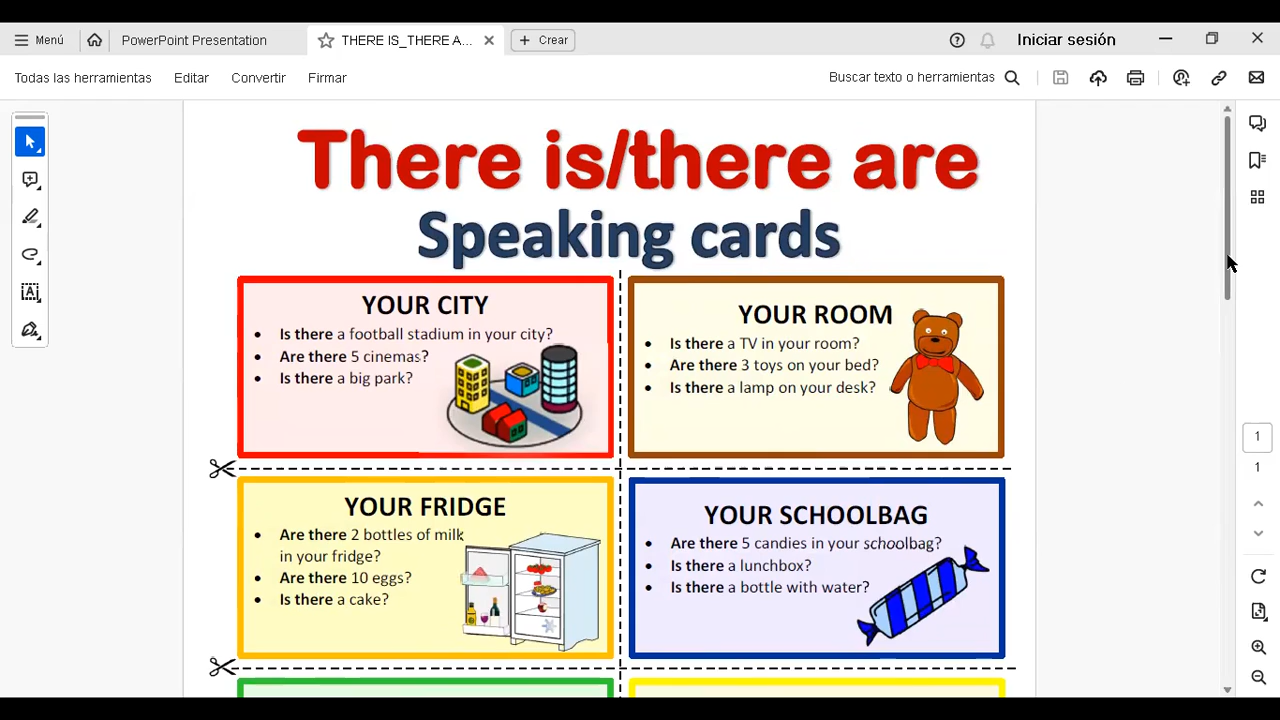 Menú
PowerPoint Presentation
THERE IS_THERE A...
Crear
Iniciar sesión
Todas las herramientas
Editar
Convertir
Firmar
Buscar texto o herramientas
There is/there are
Speaking cards
YOUR CITY
• Is there a football stadium in your city?
• Are there 5 cinemas?
• Is there a big park?
YOUR ROOM
• Is there a TV in your room?
• Are there 3 toys on your bed?
• Is there a lamp on your desk?
YOUR FRIDGE
• Are there 2 bottles of milk
in your fridge?
• Are there 10 eggs?
• Is there a cake?
YOUR SCHOOLBAG
• Are there 5 candies in your schoolbag?
• Is there a lunchbox?
• Is there a bottle with water?
1
1